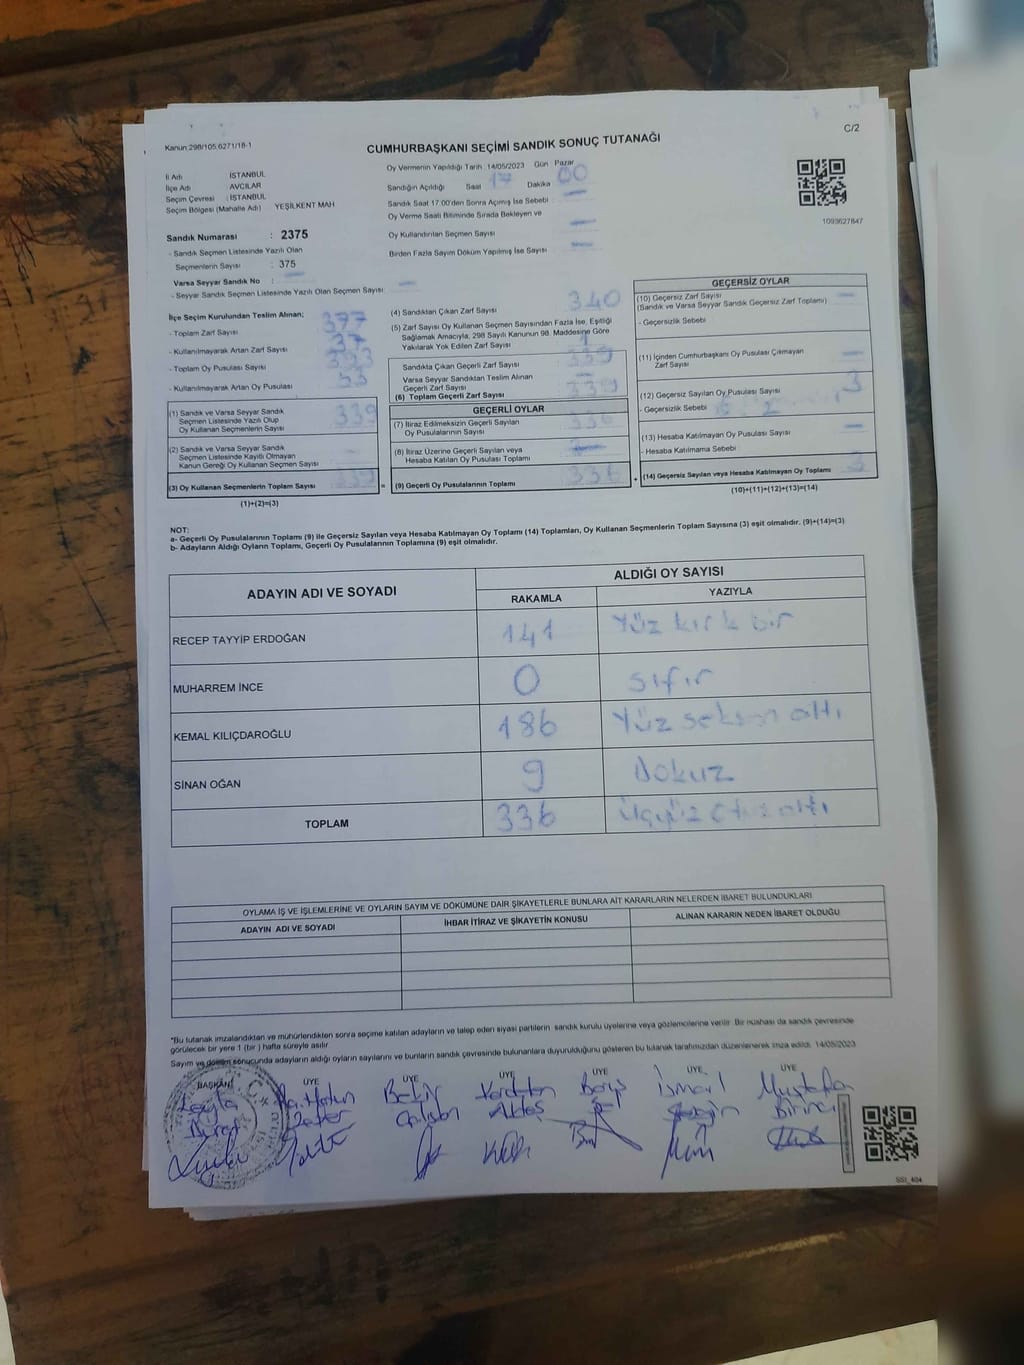 C/2
Kanun:298/105,6271/18-1
CUMHURBAŞKANI SEÇİMİ SANDIK SONUÇ TUTANAĞI
İl Adı : İSTANBUL
İlçe Adı : AVCILAR
Seçim Çevresi : İSTANBUL
Seçim Bölgesi (Mahalle Adı) YEŞİLKENT MAH
Oy Vermenin Yapıldığı Tarih :14/05/2023 Gün Pazar
Sandığın Açıldığı Saat 17 Dakika 00
Sandık Saat 17.00'den Sonra Açımış İse Sebebi :
Oy Verme Saati Bitiminde Sırada Bekleyen ve
Oy Kullandırılan Seçmen Sayısı
Birden Fazla Sayım Döküm Yapılmış İse Sayısı
1093627847
Sandık Numarası : 2375
- Sandık Seçmen Listesinde Yazılı Olan
Seçmenlerin Sayısı : 375
Varsa Seyyar Sandık No :
- Seyyar Sandık Seçmen Listesinde Yazılı Olan Seçmen Sayısı:
İlçe Seçim Kurulundan Teslim Alınan;
- Toplam Zarf Sayısı 377
- Kullanılmayarak Artan Zarf Sayısı 37
- Toplam Oy Pusulası Sayısı
- Kullanılmayarak Artan Oy Pusulası
(1) Sandık ve Varsa Seyyar Sandık
Seçmen Listesinde Yazılı Olup
Oy Kullanan Seçmenlerin Sayısı 339
(2) Sandık ve Varsa Seyyar Sandık
Seçmen Listesinde Kayıtlı Olmayan
Kanun Gereği Oy Kullanan Seçmen Sayısı
(3) Oy Kullanan Seçmenlerin Toplam Sayısı 339
(1)+(2)=(3)
(4) Sandıktan Çıkan Zarf Sayısı 340
(5) Zarf Sayısı Oy Kullanan Seçmen Sayısından Fazla İse, Eşitliği
Sağlamak Amacıyla, 298 Sayılı Kanunun 98. Maddesine Göre
Yakılarak Yok Edilen Zarf Sayısı 1
Sandıkta Çıkan Geçerli Zarf Sayısı 339
Varsa Seyyar Sandıktan Teslim Alınan
Geçerli Zarf Sayısı
(6) Toplam Geçerli Zarf Sayısı 339
GEÇERLİ OYLAR
(7) İtiraz Edilmeksizin Geçerli Sayılan
Oy Pusulalarının Sayısı 336
(8) İtiraz Üzerine Geçerli Sayılan veya
Hesaba Katılan Oy Pusulası Toplamı
(9) Geçerli Oy Pusulalarının Toplamı 336
GEÇERSİZ OYLAR
(10) Geçersiz Zarf Sayısı
(Sandık ve Varsa Seyyar Sandık Geçersiz Zarf Toplamı)
- Geçersizlik Sebebi
(11) İçinden Cumhurbaşkanı Oy Pusulası Çıkmayan
Zarf Sayısı
(12) Geçersiz Sayılan Oy Pusulası Sayısı 3
- Geçersizlik Sebebi
(13) Hesaba Katılmayan Oy Pusulası Sayısı
- Hesaba Katılmama Sebebi
(14) Geçersiz Sayılan veya Hesaba Katılmayan Oy Toplamı 3
(10)+(11)+(12)+(13)=(14)
NOT:
a- Geçerli Oy Pusulalarının Toplamı (9) ile Geçersiz Sayılan veya Hesaba Katılmayan Oy Toplamı (14) Toplamları, Oy Kullanan Seçmenlerin Toplam Sayısına (3) eşit olmalıdır. (9)+(14)=(3)
b- Adayların Aldığı Oyların Toplamı, Geçerli Oy Pusulalarının Toplamına (9) eşit olmalıdır.
ADAYIN ADI VE SOYADI ALDIĞI OY SAYISI
RAKAMLA YAZIYLA
RECEP TAYYİP ERDOĞAN 141 Yüz kırk bir
MUHARREM İNCE 0 sıfır
KEMAL KILIÇDAROĞLU 186 Yüz seksen altı
SİNAN OĞAN 9 Dokuz
TOPLAM 336 Üçyüz otuz altı
OYLAMA İŞ VE İŞLEMLERİNE VE OYLARIN SAYIM VE DÖKÜMÜNE DAİR ŞİKAYETLERLE BUNLARA AİT KARARLARIN NELERDEN İBARET BULUNDUKLARI
ADAYIN ADI VE SOYADI İHBAR İTİRAZ VE ŞİKAYETİN KONUSU ALINAN KARARIN NEDEN İBARET OLDUĞU
*Bu tutanak imzalandıktan ve mühürlendikten sonra seçime katılan adayların ve talep eden siyasi partilerin sandık kurulu üyelerine veya gözlemcilerine verilir. Bir nüshası da sandık çevresinde
görülecek bir yere 1 (bir) hafta süreyle asılır.
Sayım ve döküm sonucunda adayların aldığı oyların sayılarını ve bunların sandık çevresinde bulunanlara duyurulduğunu gösteren bu tutanak tarafımızdan düzenlenerek imza edildi. 14/05/2023
BAŞKAN ÜYE ÜYE ÜYE ÜYE ÜYE ÜYE
Leyla Bekir Barış İsmail Mustafa
Çalışan Aktaş Birinci
SSI_404